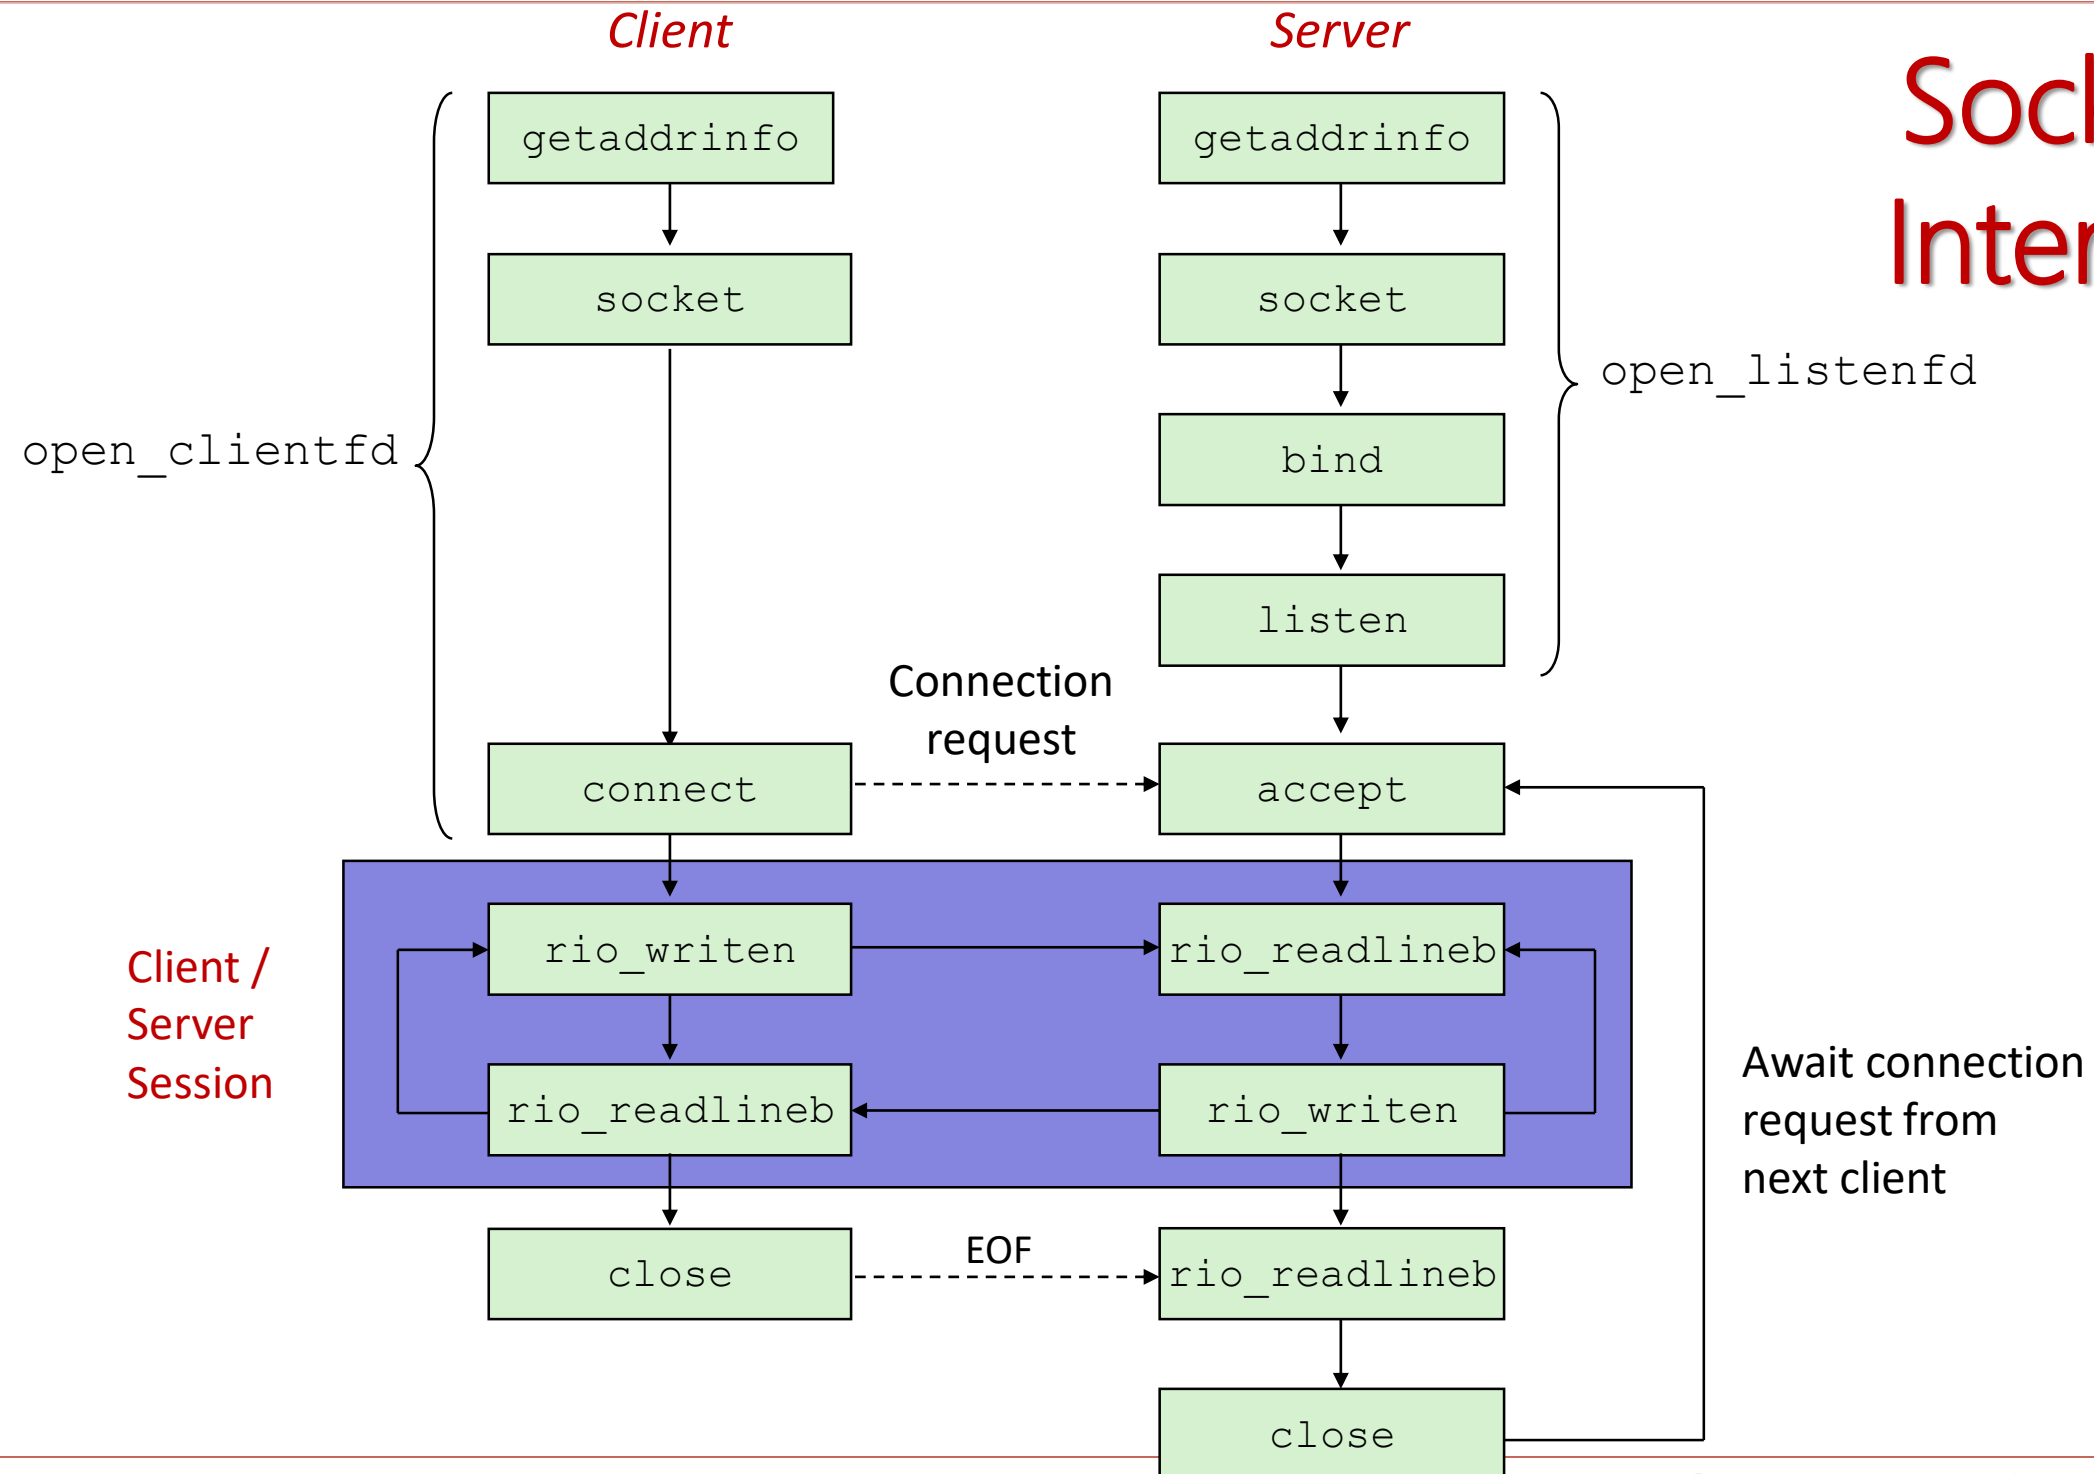 Client
Server
Sock
Inter
getaddrinfo
getaddrinfo
socket
socket
open_listenfd
open_clientfd
bind
listen
Connection
request
connect
accept
Client /
Server
Session
rio_writen
rio_readlineb
rio_readlineb
rio_writen
Await connection
request from
next client
close
EOF
rio_readlineb
close